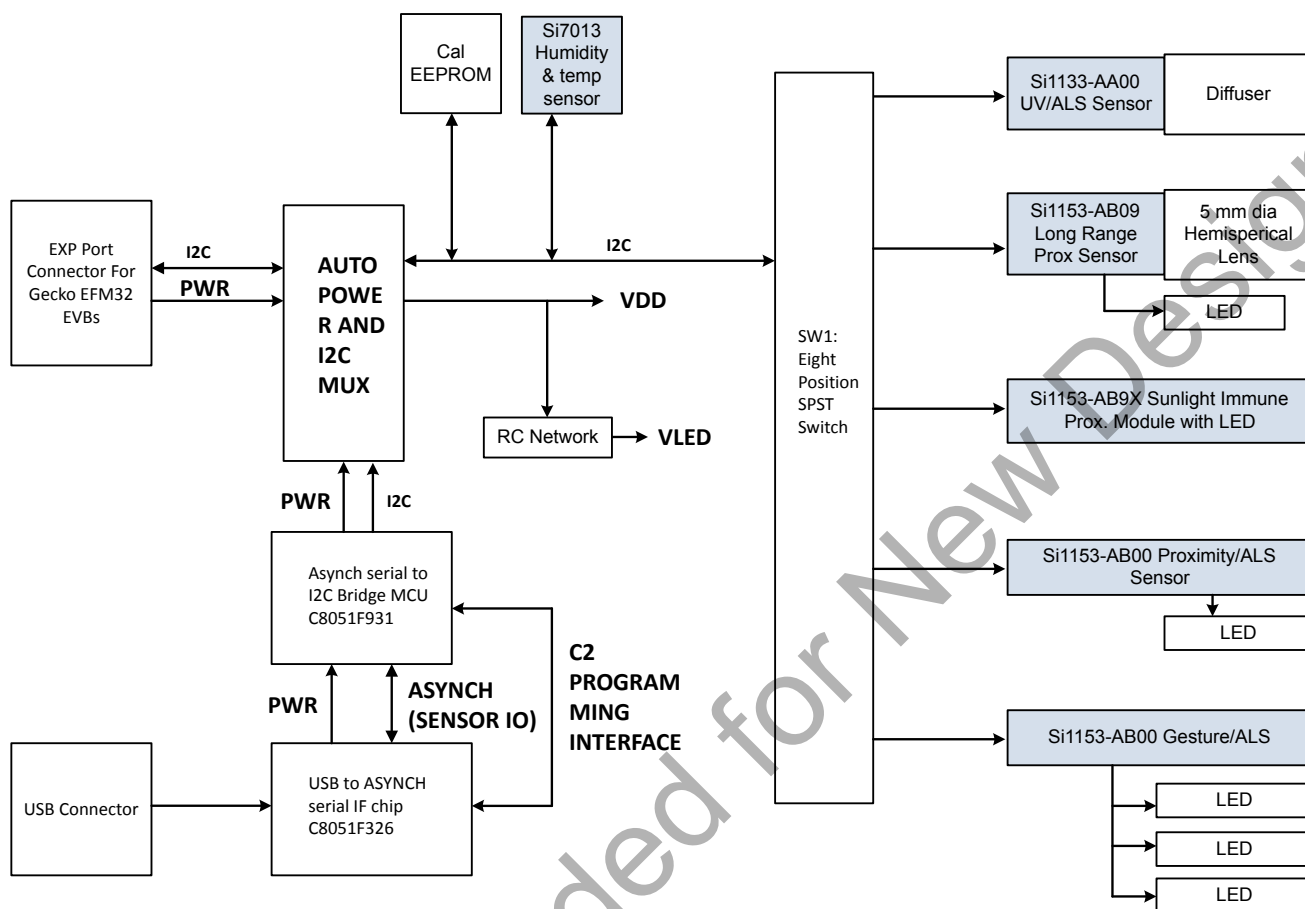 Cal
EEPROM
Si7013
Humidity
& temp
sensor
EXP Port
Connector For
Gecko EFM32
EVBs
I2C
PWR
AUTO
POWE
R AND
I2C
MUX
I2C
VDD
RC Network
VLED
PWR
I2C
Asynch serial to
I2C Bridge MCU
C8051F931
PWR
ASYNCH
(SENSOR IO)
C2
PROGRAM
MING
INTERFACE
USB Connector
USB to ASYNCH
serial IF chip
C8051F326
SW1:
Eight
Position
SPST
Switch
Si1133-AA00
UV/ALS Sensor
Diffuser
Si1153-AB09
Long Range
Prox Sensor
5 mm dia
Hemisperical
Lens
LED
Si1153-AB9X Sunlight Immune
Prox. Module with LED
Si1153-AB00 Proximity/ALS
Sensor
LED
Si1153-AB00 Gesture/ALS
LED
LED
LED
ded for New Design